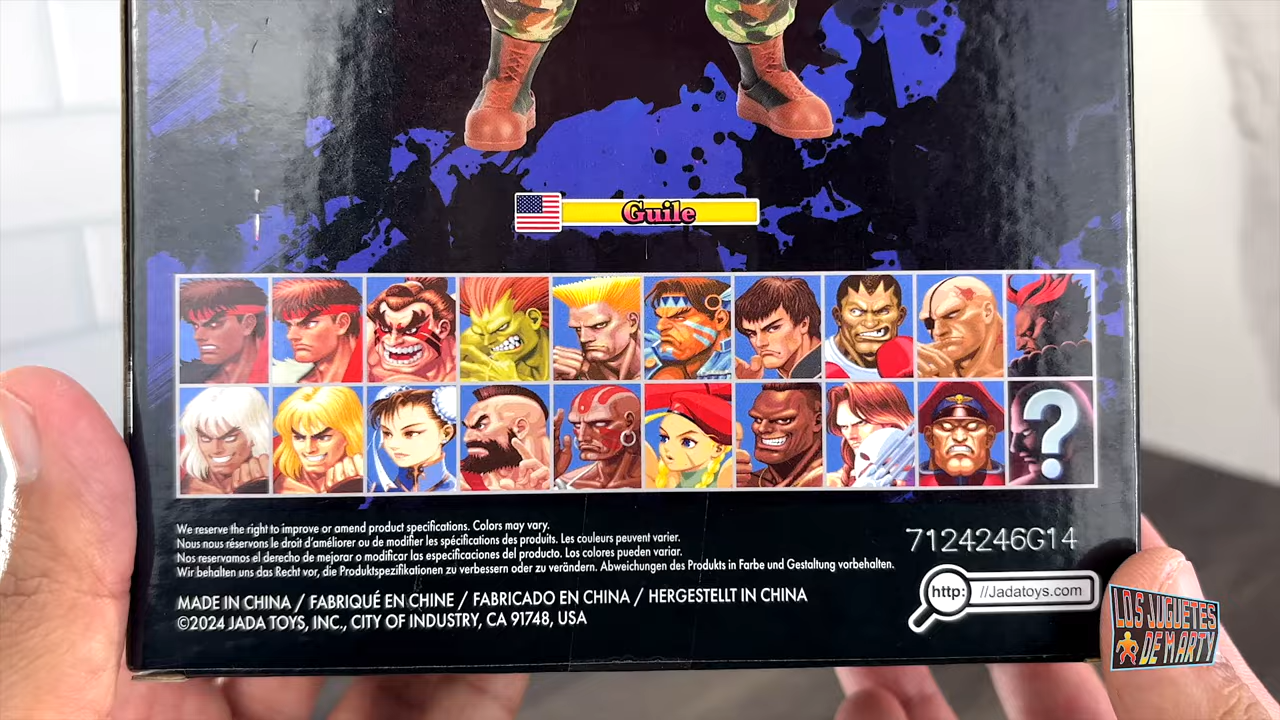 Guile
?
We reserve the right to improve or amend product specifications. Colors may vary.
Nous nous réservons le droit d'améliorer ou de modifier les spécifications des produits. Les couleurs peuvent varier.
Nos reservamos el derecho de mejorar o modificar las especificaciones del producto. Los colores pueden variar.
Wir behalten uns das Recht vor, die Produktspezifikationen zu verbessern oder zu verändern. Abweichungen des Produkts in Farbe und Gestaltung vorbehalten.
MADE IN CHINA / FABRIQUÉ EN CHINE / FABRICADO EN CHINA / HERGESTELLT IN CHINA
©2024 JADA TOYS, INC., CITY OF INDUSTRY, CA 91748, USA
7124246G14
http: //Jadatoys.com
LOS JUGUETES
DE MARTY